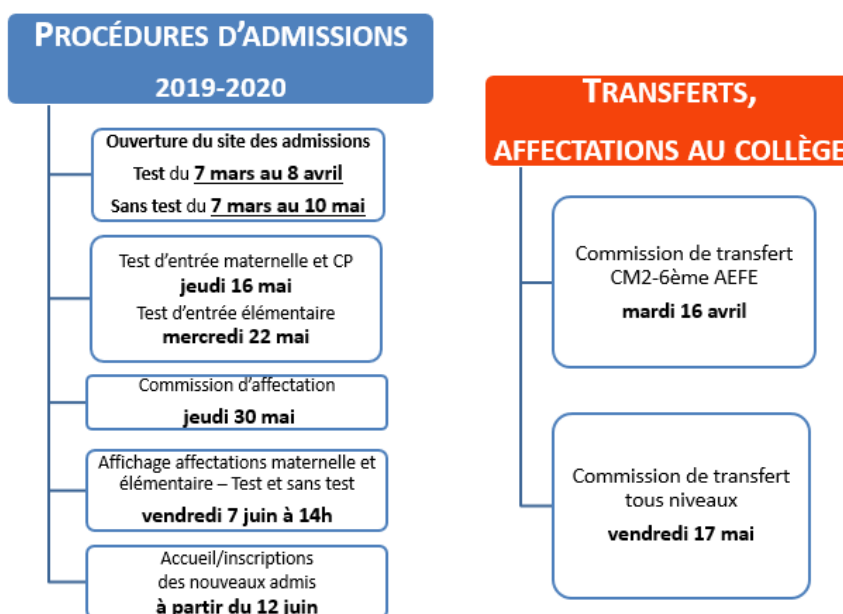 PROCÉDURES D'ADMISSIONS
2019-2020
Ouverture du site des admissions
Test du 7 mars au 8 avril
Sans test du 7 mars au 10 mai
Test d'entrée maternelle et CP
jeudi 16 mai
Test d'entrée élémentaire
mercredi 22 mai
Commission d'affectation
jeudi 30 mai
Affichage affectations maternelle et
élémentaire – Test et sans test
vendredi 7 juin à 14h
Accueil/inscriptions
des nouveaux admis
à partir du 12 juin
TRANSFERTS,
AFFECTATIONS AU COLLÈGE
Commission de transfert
CM2-6ème AEFE
mardi 16 avril
Commission de transfert
tous niveaux
vendredi 17 mai